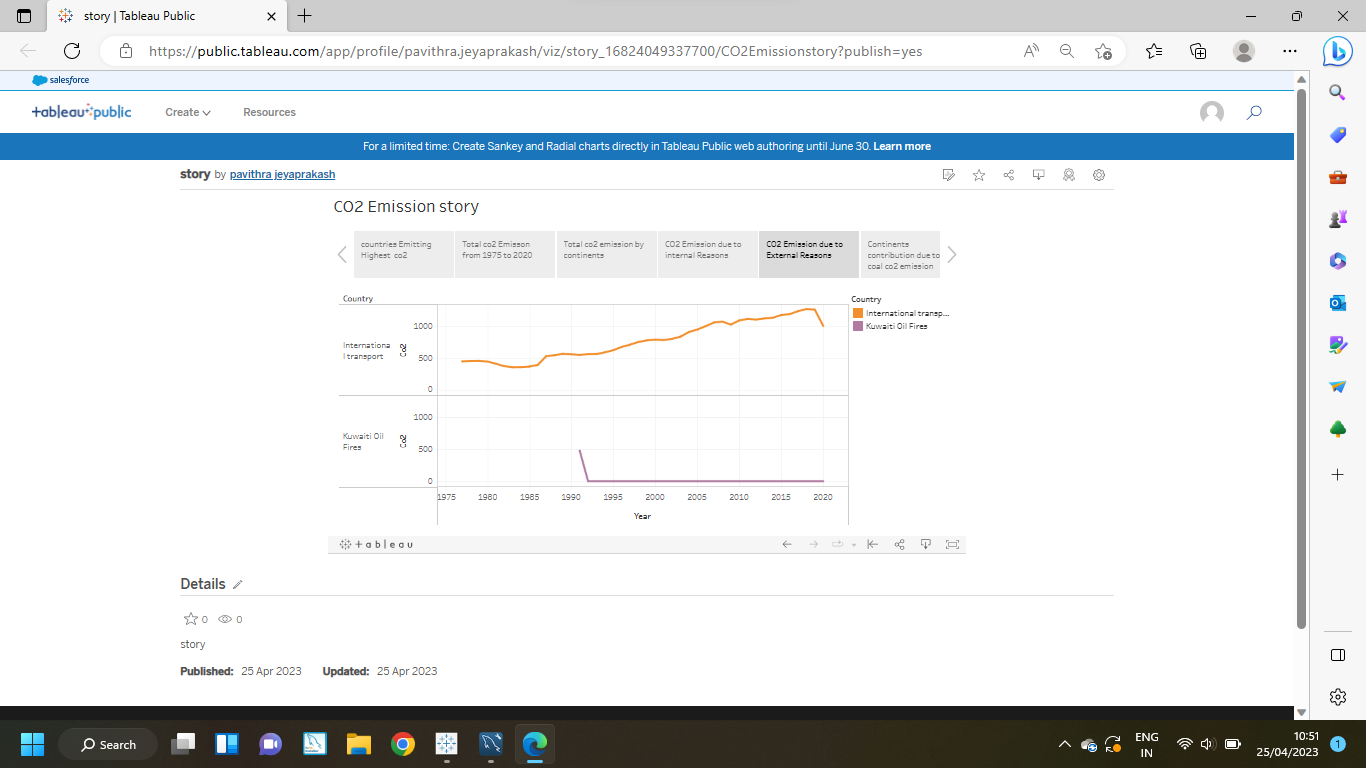 story | Tableau Public
https://public.tableau.com/app/profile/pavithra.jeyaprakash/viz/story_16824049337700/CO2Emissionstory?publish=yes
salesforce
+ableau+public
Create
Resources
For a limited time: Create Sankey and Radial charts directly in Tableau Public web authoring until June 30. Learn more
story by pavithra jeyaprakash
CO2 Emission story
countries Emitting
Highest co2
Total co2 Emisson
from 1975 to 2020
Total co2 emission by
continents
CO2 Emission due to
internal Reasons
CO2 Emission due to
External Reasons
Continents
contribution due to
coal co2 emission
Country
Internationa
l transport
Co2
1000
500
0
Kuwaiti Oil
Fires
Co2
1000
500
0
1975 1980 1985 1990 1995 2000 2005 2010 2015 2020
Year
Country
International transp...
Kuwaiti Oil Fires
+ableau
Details
0 0
story
Published: 25 Apr 2023 Updated: 25 Apr 2023
Search
ENG
IN
10:51
25/04/2023
1